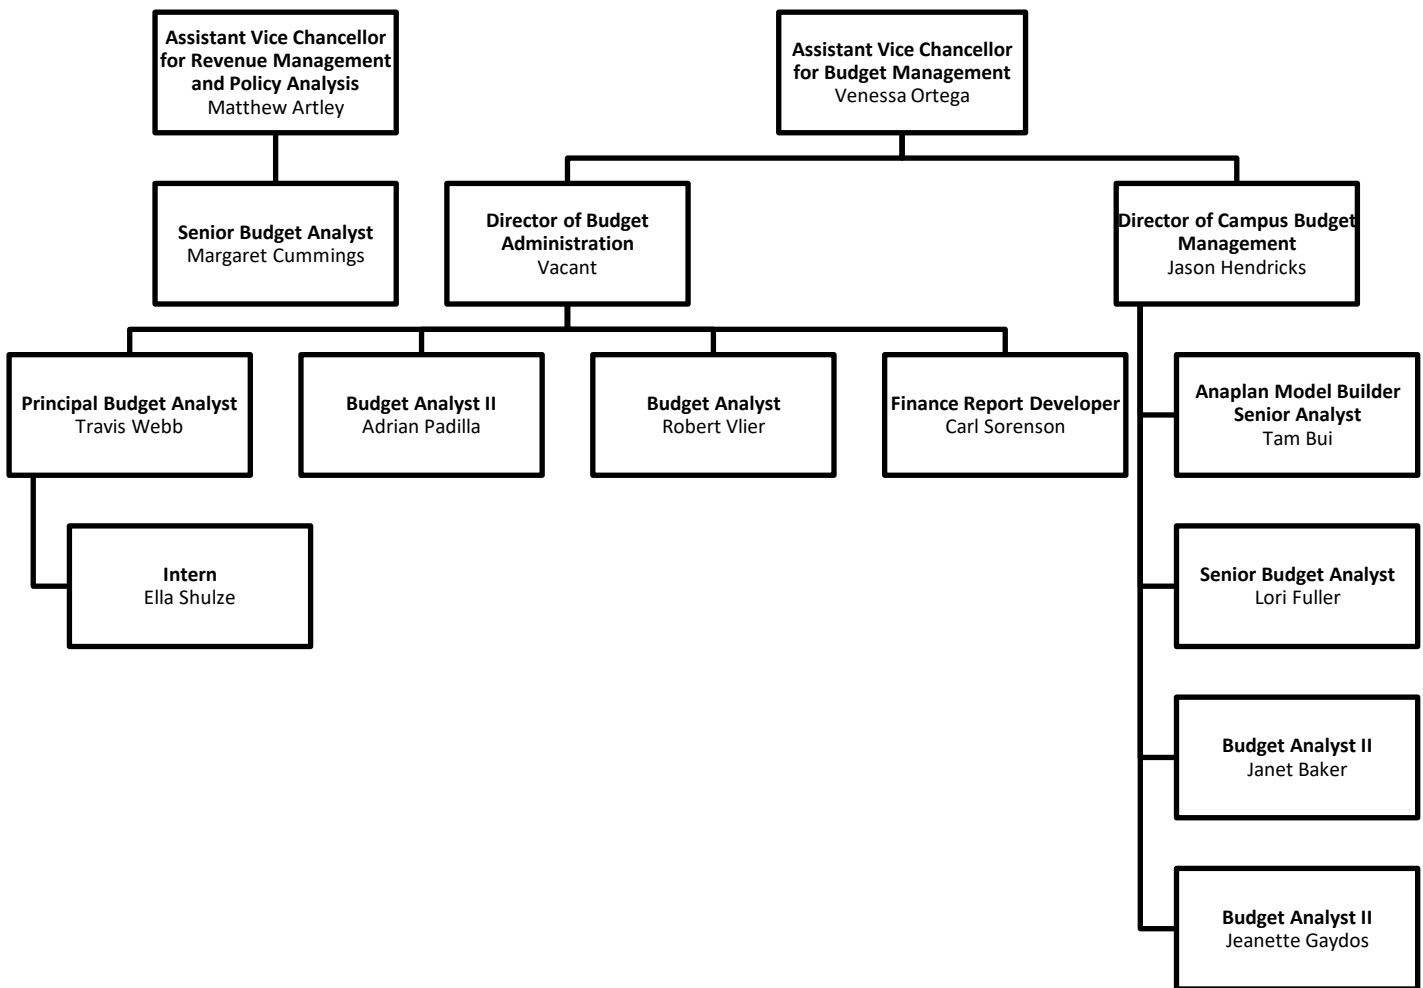 Assistant Vice Chancellor
for Revenue Management
and Policy Analysis
Matthew Artley
Assistant Vice Chancellor
for Budget Management
Venessa Ortega
Senior Budget Analyst
Margaret Cummings
Director of Budget
Administration
Vacant
Director of Campus Budget
Management
Jason Hendricks
Principal Budget Analyst
Travis Webb
Budget Analyst II
Adrian Padilla
Budget Analyst
Robert Vlier
Finance Report Developer
Carl Sorenson
Anaplan Model Builder
Senior Analyst
Tam Bui
Intern
Ella Shulze
Senior Budget Analyst
Lori Fuller
Budget Analyst II
Janet Baker
Budget Analyst II
Jeanette Gaydos